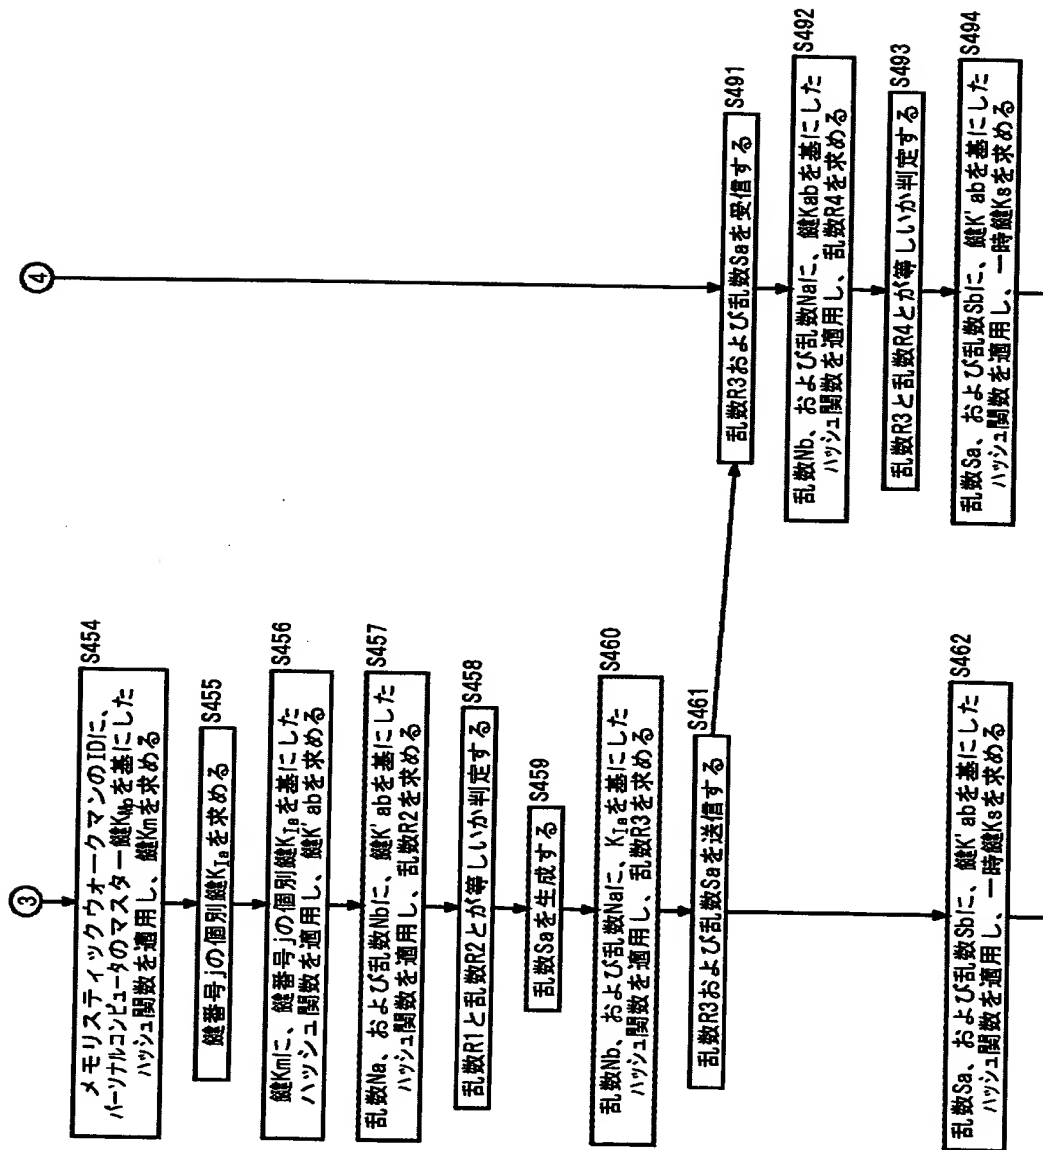 ③
S454
メモリスティックウォークマンのIDに、
パーソナルコンピュータのマスター鍵KMbを基にした
ハッシュ関数を適用し、鍵Kmを求める
S455
鍵番号jの個別鍵KIaを求める
S456
鍵Kmに、鍵番号jの個別鍵KIaを基にした
ハッシュ関数を適用し、鍵K'abを求める
S457
乱数Na、および乱数Nbに、鍵K'abを基にした
ハッシュ関数を適用し、乱数R2を求める
S458
乱数R1と乱数R2とが等しいか判定する
S459
乱数Saを生成する
S460
乱数Nb、および乱数Naに、KIaを基にした
ハッシュ関数を適用し、乱数R3を求める
S461
乱数R3および乱数Saを送信する
S462
乱数Sa、および乱数Sbに、鍵K'abを基にした
ハッシュ関数を適用し、一時鍵Ksを求める
④
S491
乱数R3および乱数Saを受信する
S492
乱数Nb、および乱数Naに、鍵Kabを基にした
ハッシュ関数を適用し、乱数R4を求める
S493
乱数R3と乱数R4とが等しいか判定する
S494
乱数Sa、および乱数Sbに、鍵K'abを基にした
ハッシュ関数を適用し、一時鍵Ksを求める